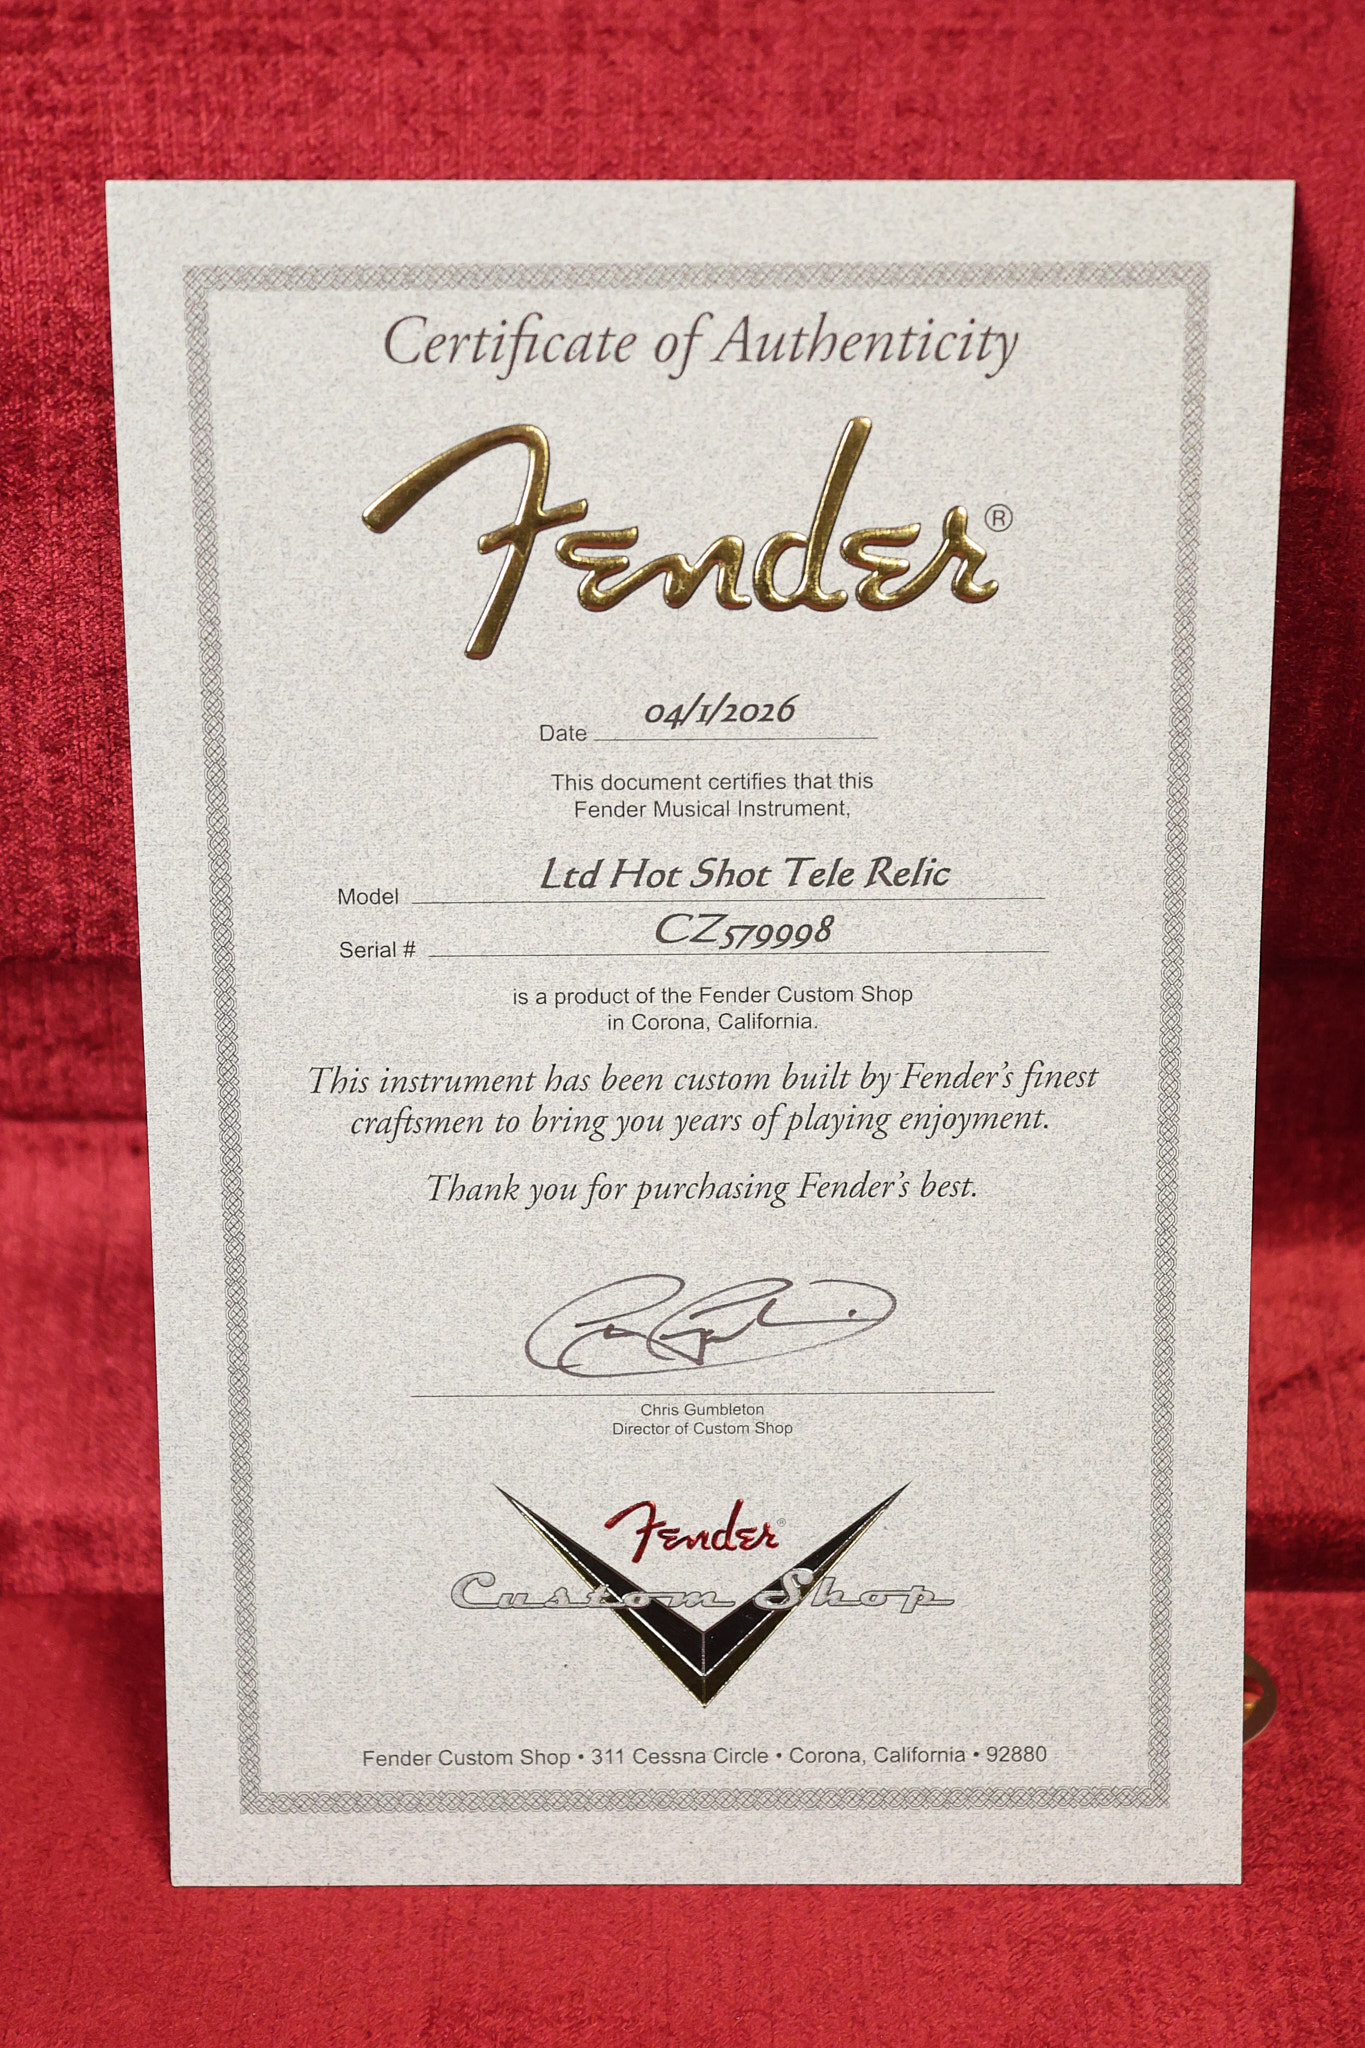 Certificate of Authenticity
Fender®
Date 04/1/2026
This document certifies that this
Fender Musical Instrument,
Model Ltd Hot Shot Tele Relic
Serial # CZ579998
is a product of the Fender Custom Shop
in Corona, California.
This instrument has been custom built by Fender's finest
craftsmen to bring you years of playing enjoyment.
Thank you for purchasing Fender's best.
Chris Gumbleton
Director of Custom Shop
Fender®
Custom Shop
Fender Custom Shop • 311 Cessna Circle • Corona, California • 92880